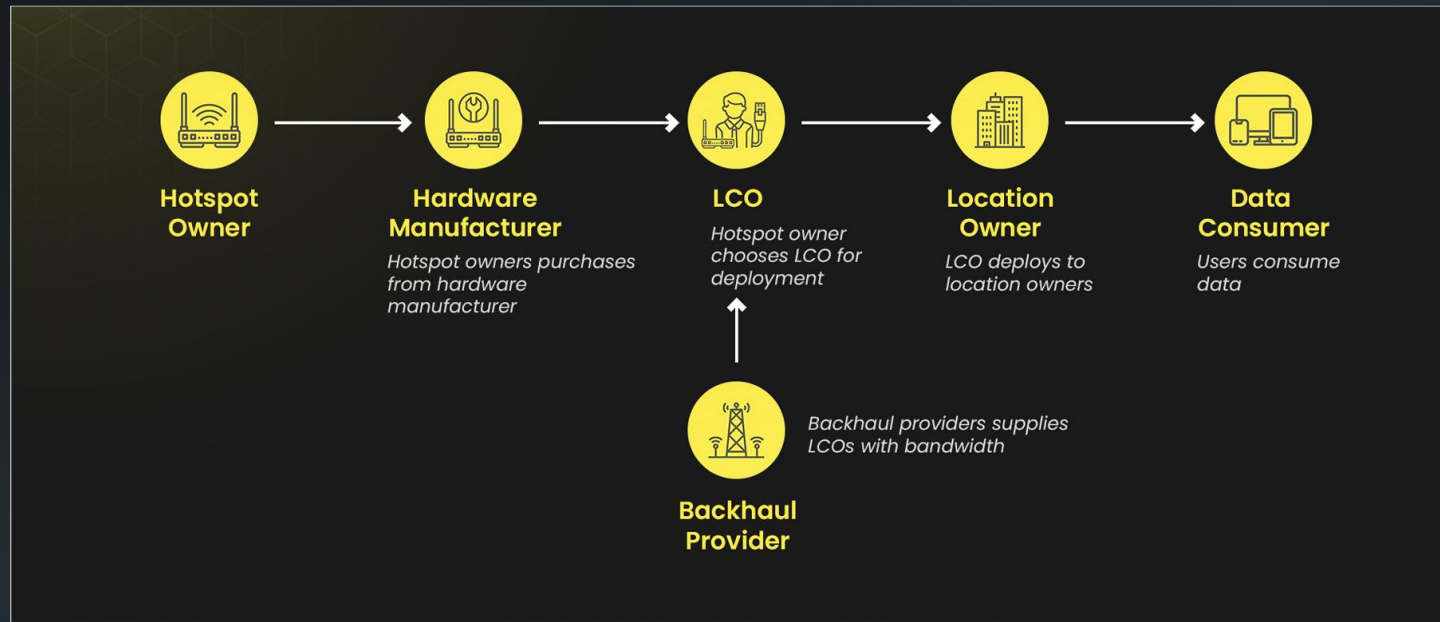 Hotspot
Owner
Hardware
Manufacturer
Hotspot owners purchases
from hardware
manufacturer
LCO
Hotspot owner
chooses LCO for
deployment
Location
Owner
LCO deploys to
location owners
Data
Consumer
Users consume
data
Backhaul providers supplies
LCOs with bandwidth
Backhaul
Provider